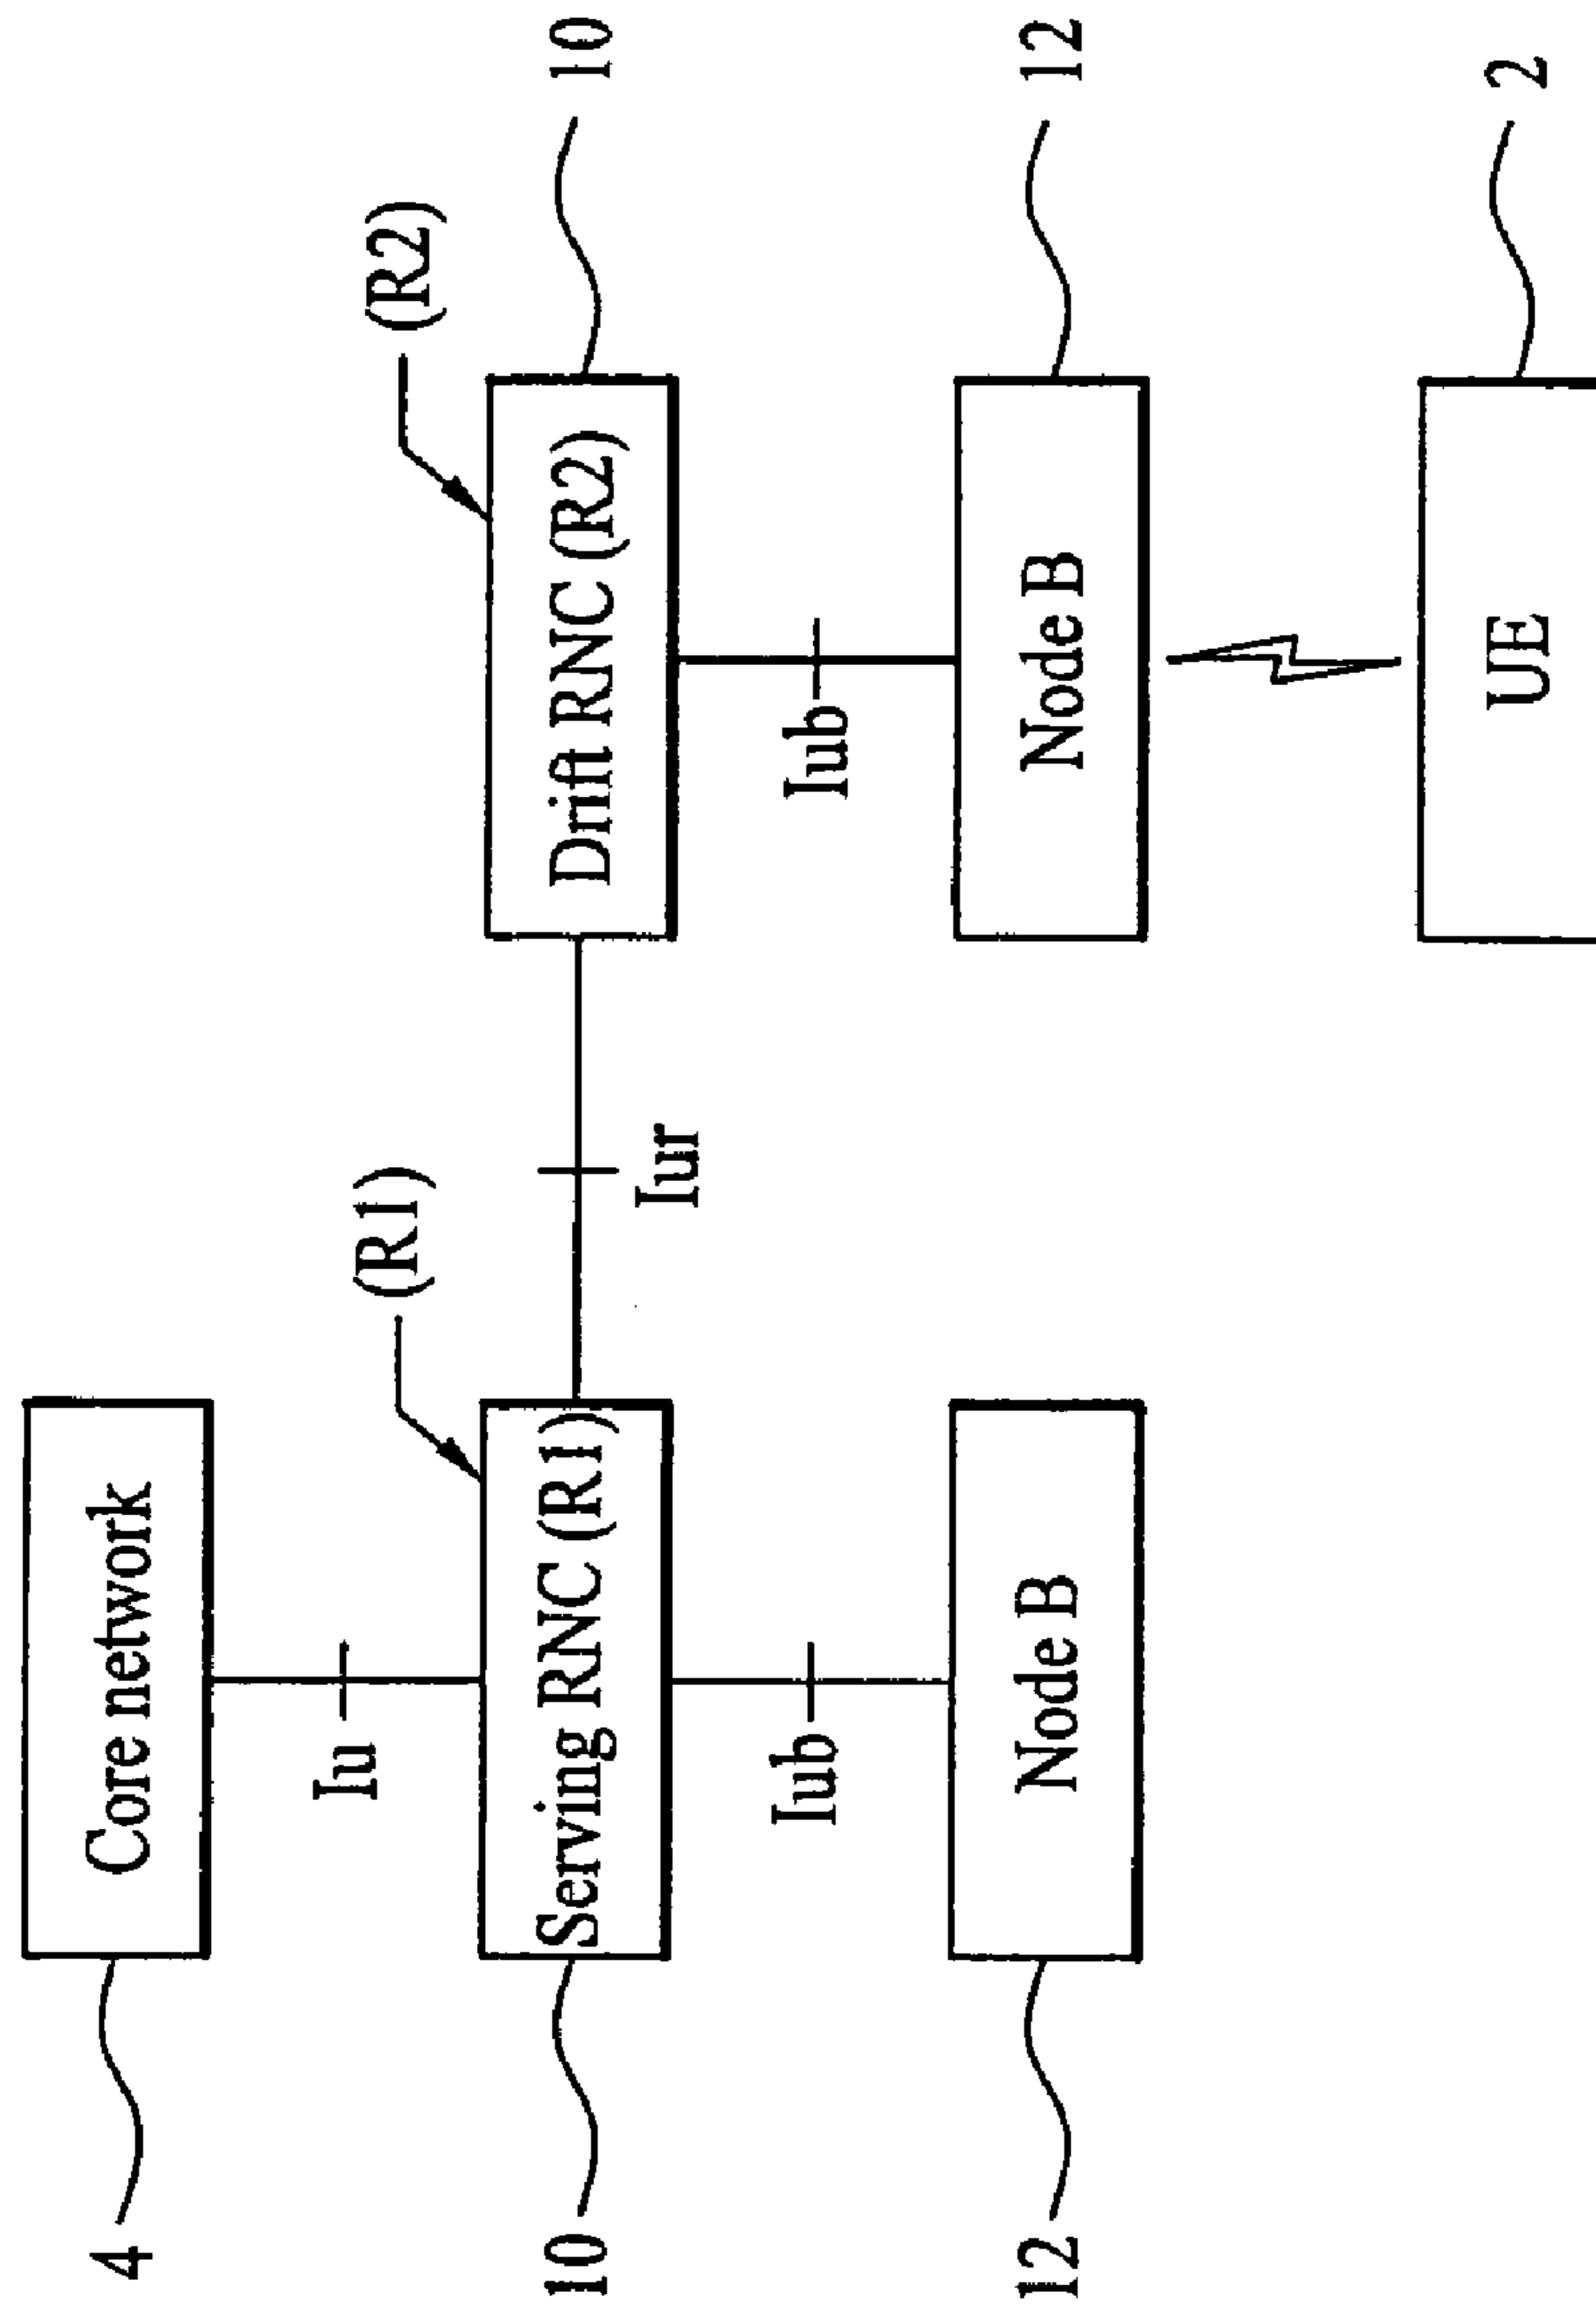 4
Core network
Iu
(R1)
(R2)
10
Serving RNC (R1)
Iur
Drift RNC (R2)
10
Iub
Iub
12
Node B
Node B
12
UE
2